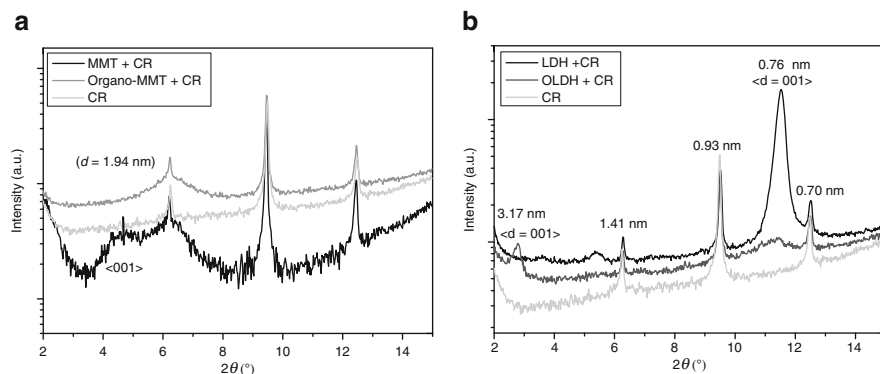 a
MMT + CR
Organo-MMT + CR
CR
(d = 1.94 nm)
<001>
Intensity (a.u.)
2 4 6 8 10 12 14
2θ (°)
b
LDH +CR
OLDH + CR
CR
0.76 nm
<d = 001>
0.93 nm
0.70 nm
3.17 nm
<d = 001>
1.41 nm
Intensity (a.u.)
2 4 6 8 10 12 14
2θ (°)